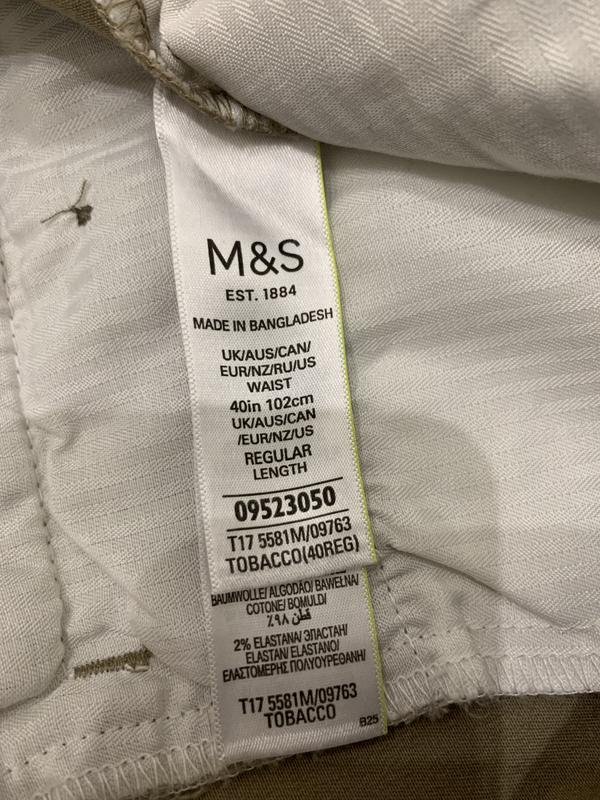 M&S
EST. 1884
MADE IN BANGLADESH
UK/AUS/CAN/
EUR/NZ/RU/US
WAIST
40in 102cm
UK/AUS/CAN
/EUR/NZ/US
REGULAR
LENGTH
09523050
T17 5581M/09763
TOBACCO(40REG)
BAUMWOLLE/ ALGODÃO/ BAWEŁNA/
COTONE/ BOMULD/
قطن ٩٨٪
2% ELASTANA/ ЭЛАСТАН/
ELASTAN/ ELASTANO/
ΕΛΑΣΤΟΜΕΡΗΣ ΠΟΛΥΟΥΡΕΘΑΝΗ/
T17 5581M/09763
TOBACCO
B25